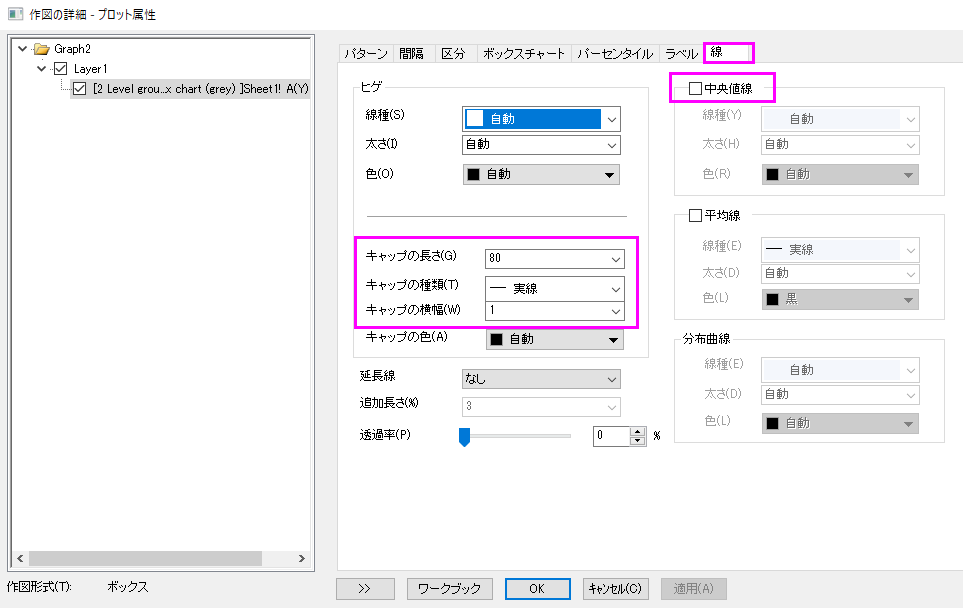 作図の詳細 - プロット属性
Graph2
Layer1
[2 Level grou...x chart (grey) ]Sheet1! A(Y)
作図形式(T):
ボックス
パターン
間隔
区分
ボックスチャート
パーセンタイル
ラベル
線
ヒゲ
線種(S)
自動
太さ(I)
自動
色(O)
自動
キャップの長さ(G)
80
キャップの種類(T)
実線
キャップの横幅(W)
1
キャップの色(A)
自動
延長線
なし
追加長さ(%)
3
透過率(P)
0
%
中央値線
線種(Y)
自動
太さ(H)
自動
色(R)
自動
平均線
線種(E)
実線
太さ(D)
自動
色(L)
黒
分布曲線
線種(E)
自動
太さ(D)
自動
色(L)
自動
>>
ワークブック
OK
キャンセル(C)
適用(A)